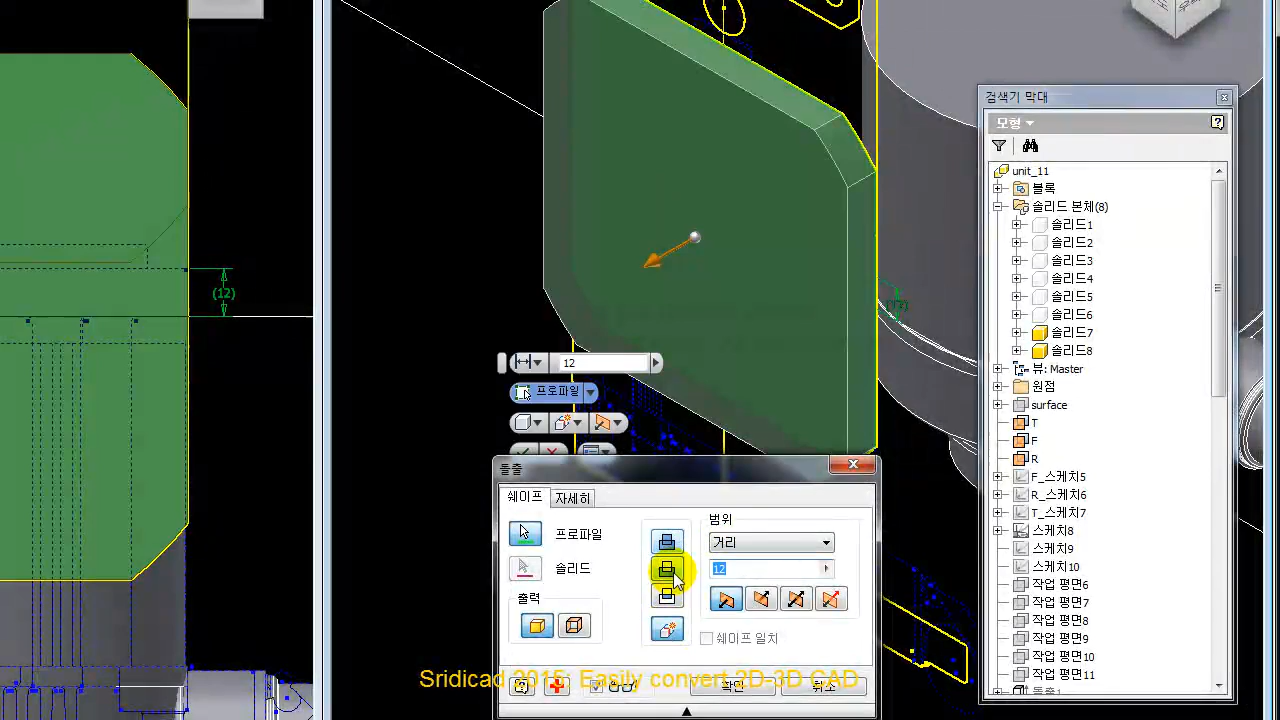 (12)
검색기 막대
모형
unit_11
블록
솔리드 본체(8)
솔리드1
솔리드2
솔리드3
솔리드4
솔리드5
솔리드6
솔리드7
솔리드8
뷰: Master
원점
surface
T
F
R
F_스케치5
R_스케치6
T_스케치7
스케치8
스케치9
스케치10
작업 평면6
작업 평면7
작업 평면8
작업 평면9
작업 평면10
작업 평면11
돌출1
12
프로파일
돌출
쉐이프
자세히
프로파일
솔리드
출력
범위
거리
12
쉐이프 일치
확인
취소
Sridicad 2016: Easily convert 2D-3D CAD